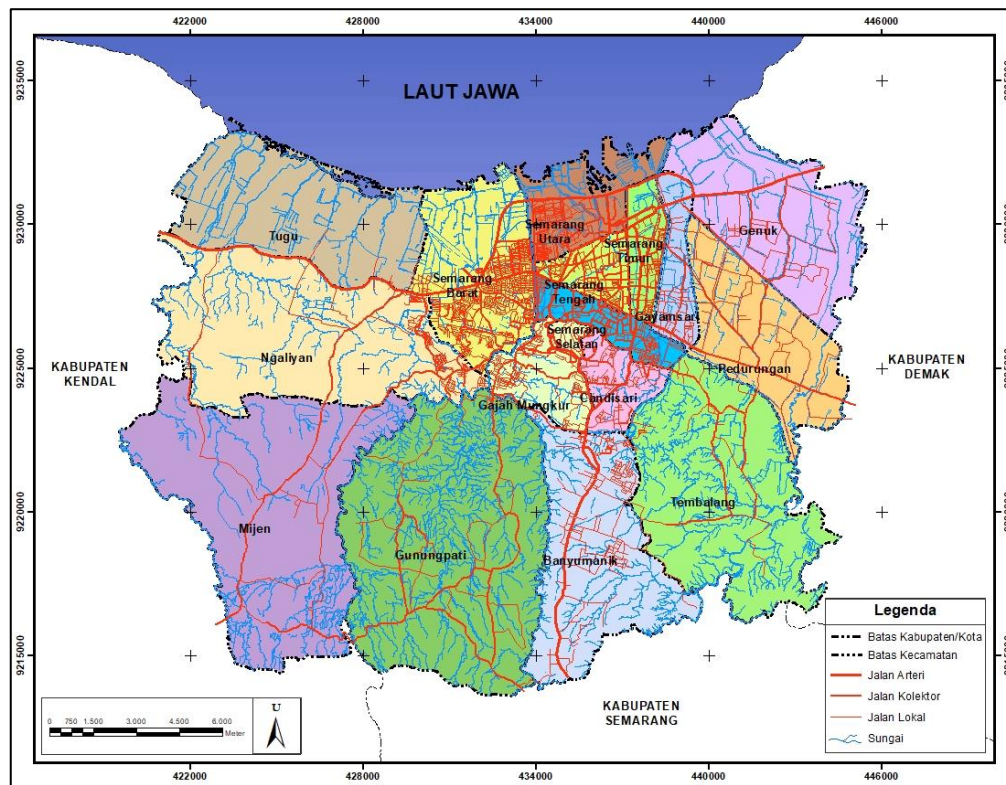 422000 428000 434000 440000 446000
9235000
LAUT JAWA
9230000
Tugu
Semarang
Utara
Semarang
Timur
Genuk
Semarang
Barat
Semarang
Tengah
Gayamsari
Semarang
Selatan
Ngaliyan
KABUPATEN
KENDAL
9225000
Pedurungan
KABUPATEN
DEMAK
Gajah Mungkur
Candisari
9220000
Mijen
Gunungpati
Tembalang
Banyumanik
9215000
KABUPATEN
SEMARANG
Legenda
Batas Kabupaten/Kota
Batas Kecamatan
Jalan Arteri
Jalan Kolektor
Jalan Lokal
Sungai
0 750 1.500 3.000 4.500 6.000
Meter
U
422000 428000 434000 440000 446000